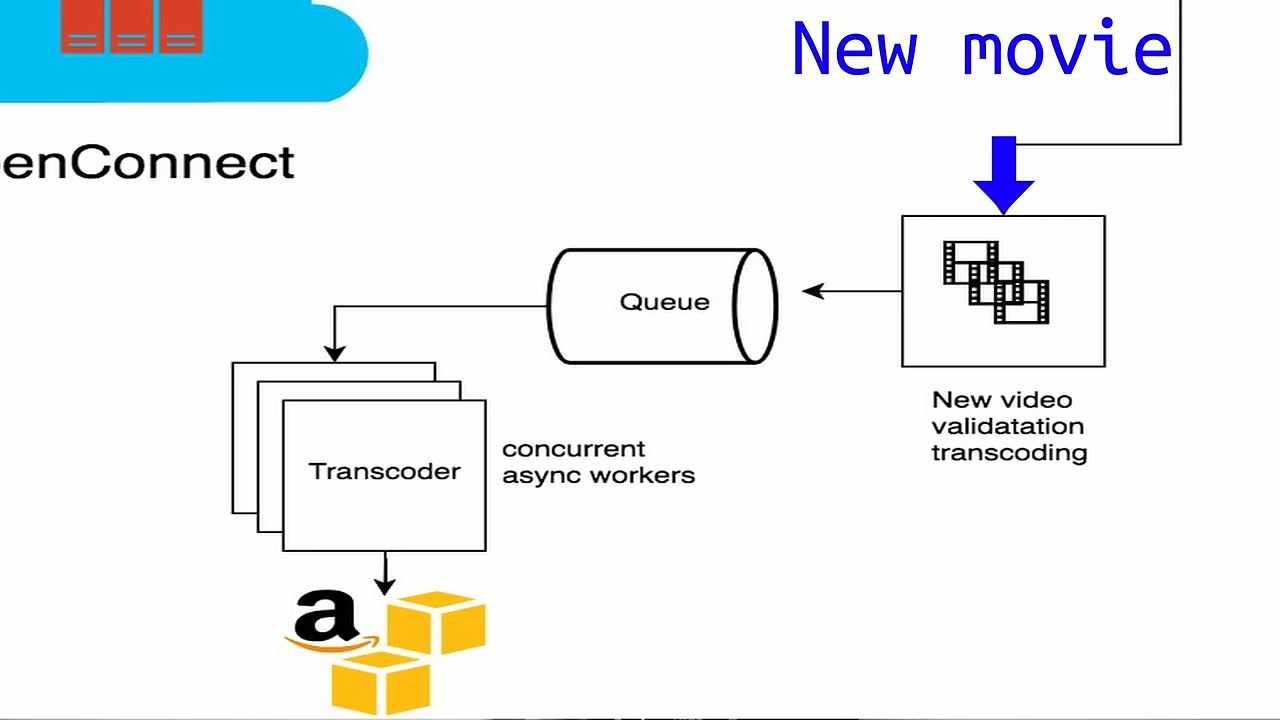 New movie
enConnect
Queue
New video
validatation
transcoding
concurrent
async workers
Transcoder
a